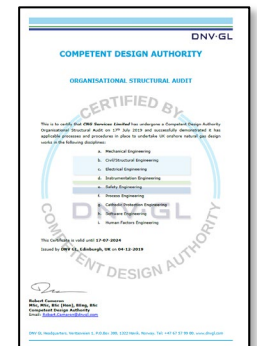 DNV·GL
COMPETENT DESIGN AUTHORITY
ORGANISATIONAL STRUCTURAL AUDIT
CERTIFIED BY
This is to certify that CNG Services Limited has undergone a Competent Design Authority
Organisational Structural Audit on 17th July 2019 and successfully demonstrated it has
applicable processes and procedures in place to undertake UK onshore natural gas design
works in the following disciplines:
a. Mechanical Engineering
b. Civil/Structural Engineering
c. Electrical Engineering
d. Instrumentation Engineering
e. Safety Engineering
f. Process Engineering
g. Cathodic Protection Engineering
h. Software Engineering
i. Human Factors Engineering
DNV·GL
COMPETENT DESIGN AUTHORITY
This Certificate is valid until 17-07-2024
Issued by DNV GL, Edinburgh, UK on 04-12-2019
Robert Cameron
Competent Design Authority